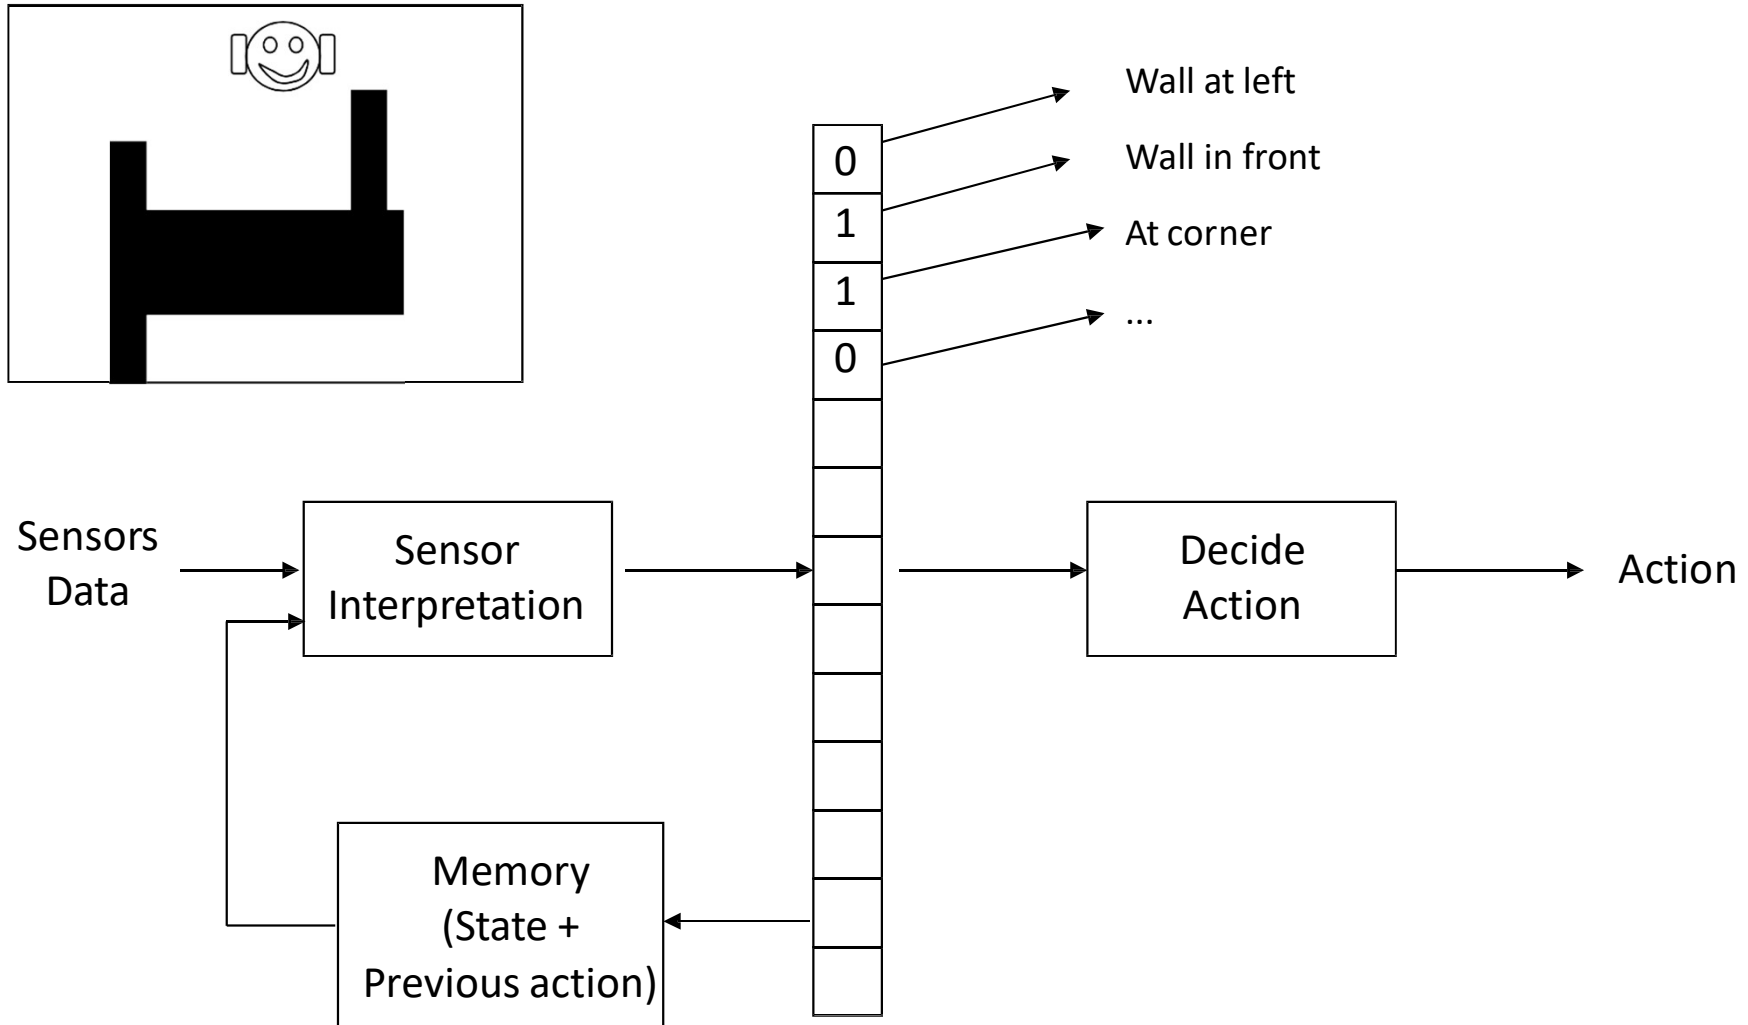 Wall at left
Wall in front
At corner
...
0
1
1
0
Sensors
Data
Sensor
Interpretation
Decide
Action
Action
Memory
(State +
Previous action)